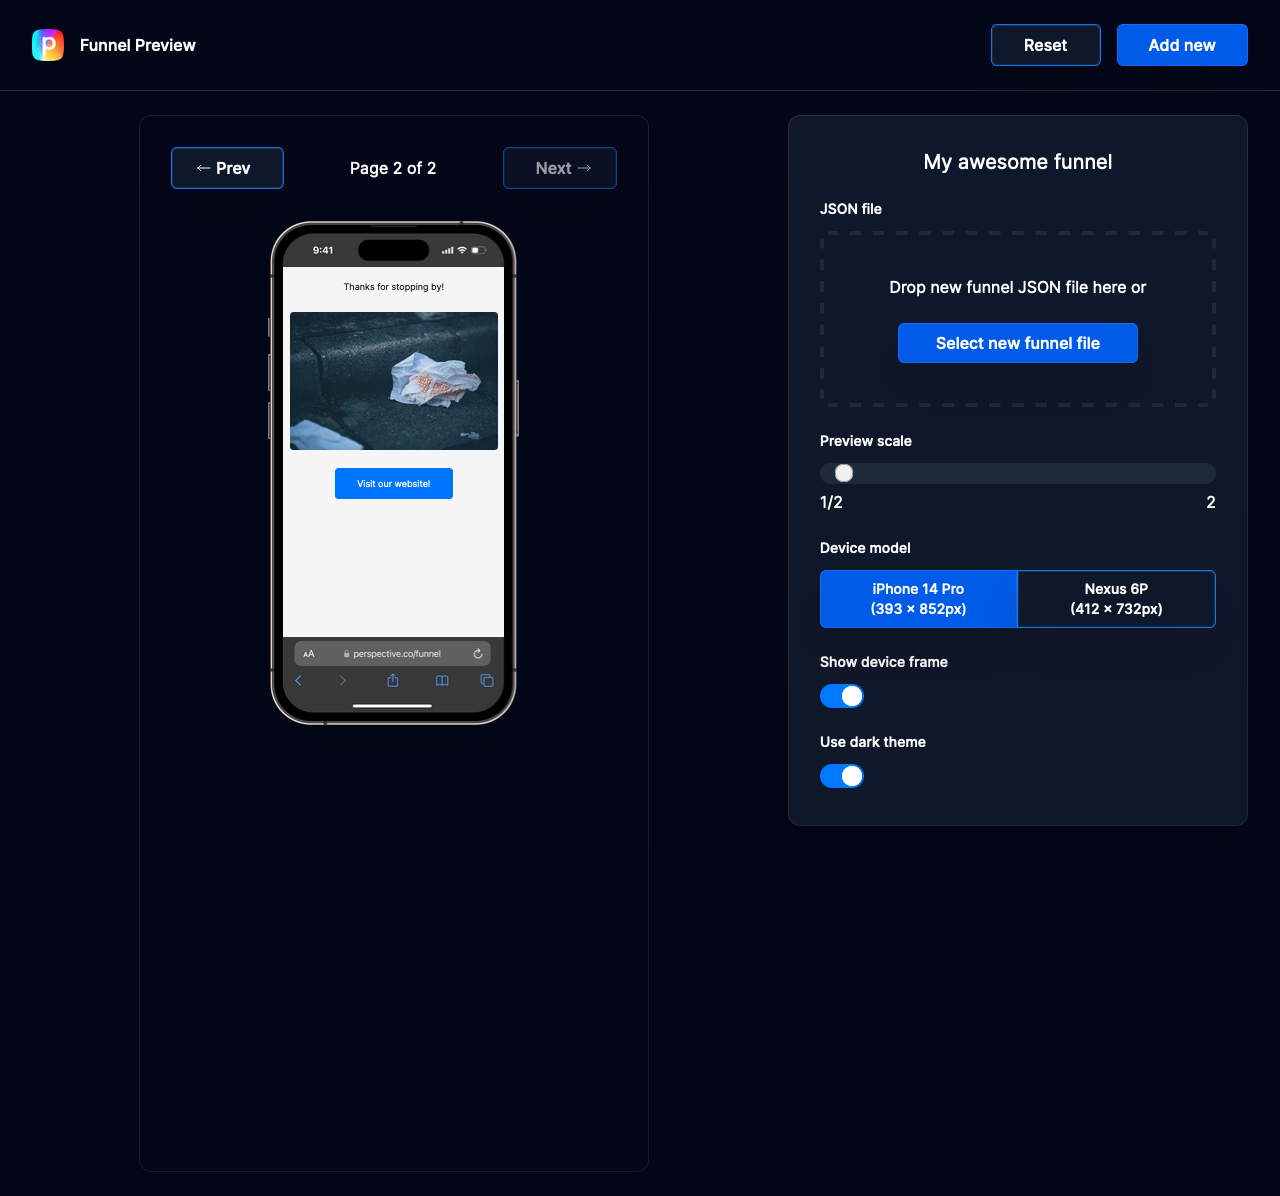 Funnel Preview
Reset
Add new
← Prev
Page 2 of 2
Next →
9:41
Thanks for stopping by!
Visit our website!
AA
perspective.co/funnel
My awesome funnel
JSON file
Drop new funnel JSON file here or
Select new funnel file
Preview scale
1/2
2
Device model
iPhone 14 Pro
(393 × 852px)
Nexus 6P
(412 × 732px)
Show device frame
Use dark theme